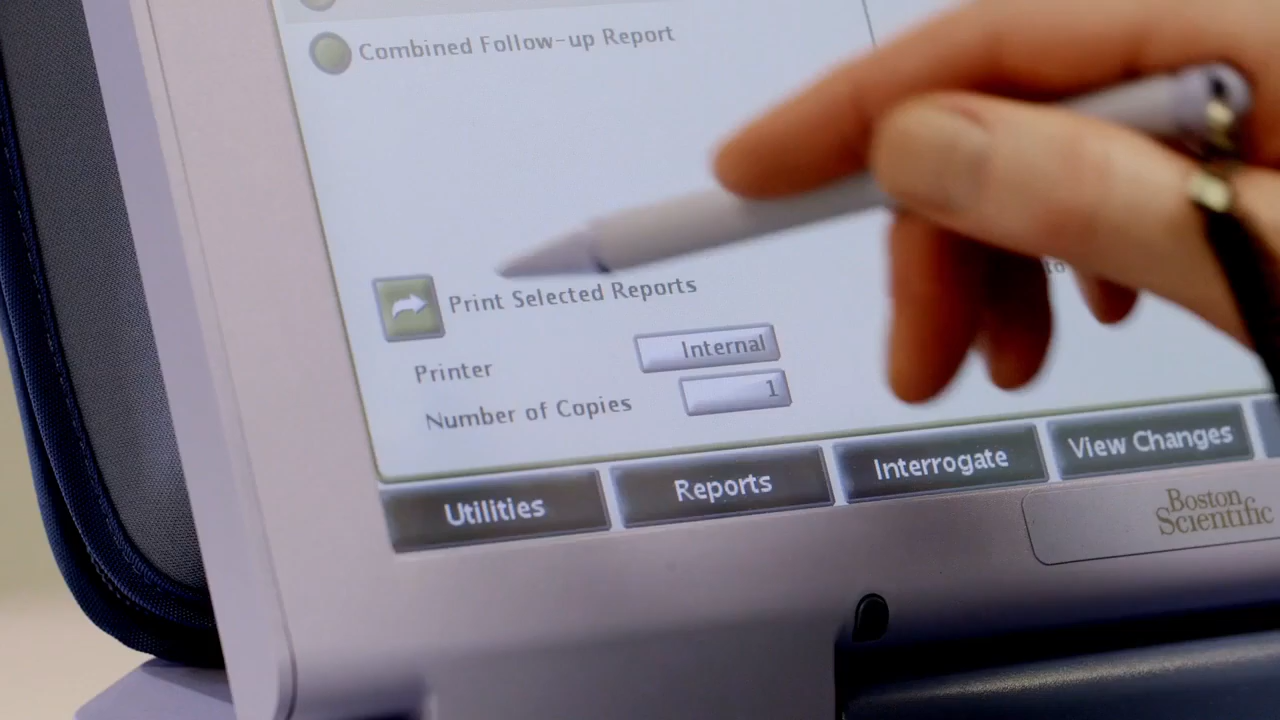 Combined Follow-up Report
Print Selected Reports
to
Printer
Internal
Number of Copies
1
Utilities
Reports
Interrogate
View Changes
Boston
Scientific